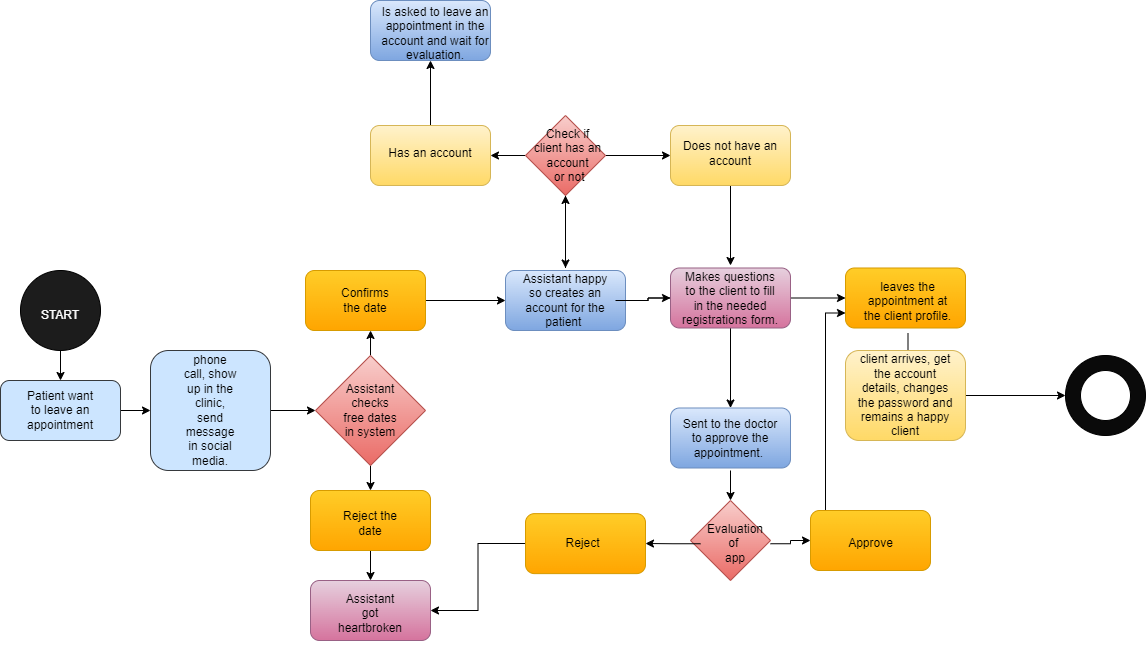 Is asked to leave an
appointment in the
account and wait for
evaluation.
Has an account
Check if
client has an
account
or not
Does not have an
account
START
Confirms
the date
Assistant happy
so creates an
account for the
patient
Makes questions
to the client to fill
in the needed
registrations form.
leaves the
appointment at
the client profile.
Patient want
to leave an
appointment
phone
call, show
up in the
clinic,
send
message
in social
media.
Assistant
checks
free dates
in system
client arrives, get
the account
details, changes
the password and
remains a happy
client
Sent to the doctor
to approve the
appointment.
Reject the
date
Reject
Evaluation
of
app
Approve
Assistant
got
heartbroken